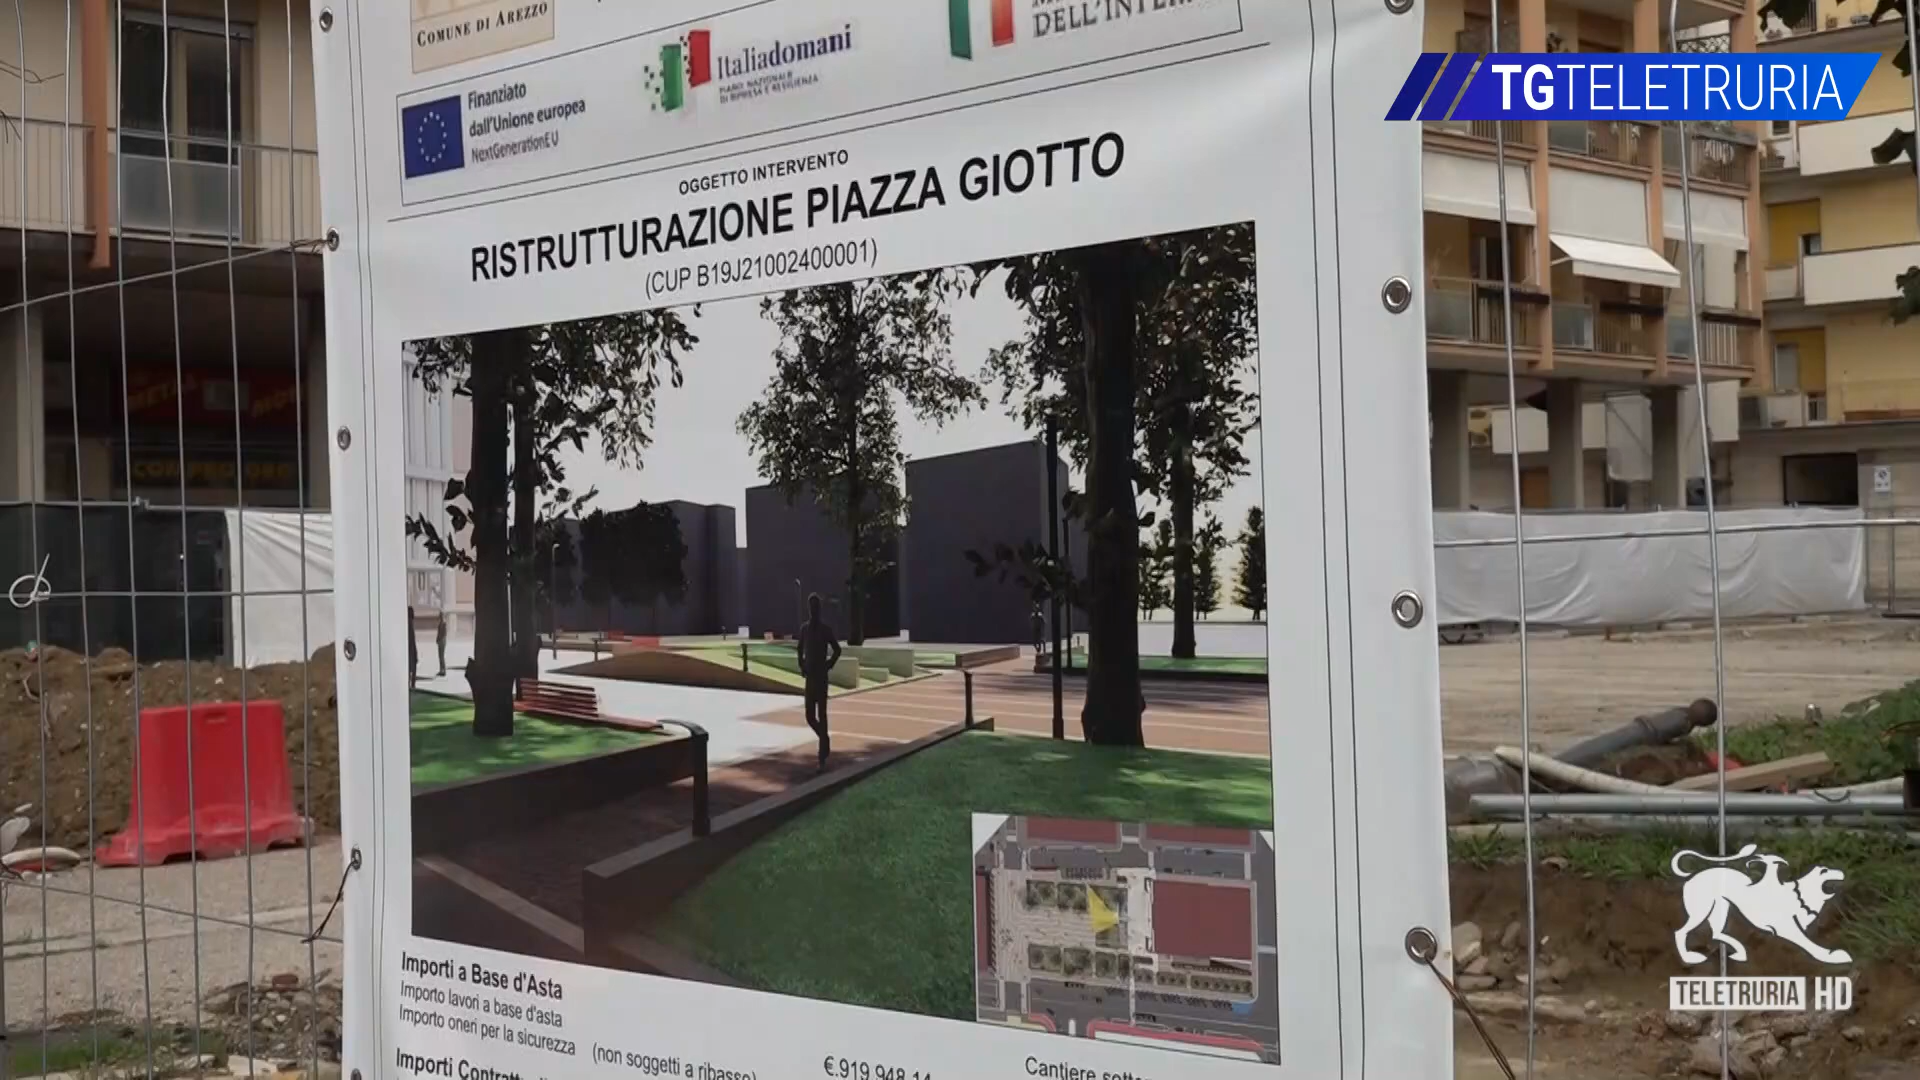 COMUNE DI AREZZO
DELL'INTER
Finanziato
dall'Unione europea
NextGenerationEU
Italiadomani
PIANO NAZIONALE
DI RIPRESA E RESILIENZA
TGTELETRURIA
OGGETTO INTERVENTO
RISTRUTTURAZIONE PIAZZA GIOTTO
(CUP B19J21002400001)
Importi a Base d'Asta
Importo lavori a base d'asta
Importo oneri per la sicurezza
(non soggetti a ribasso)
€.919.948,14
Cantiere sotto
Importi Contratt
TELETRURIA HD